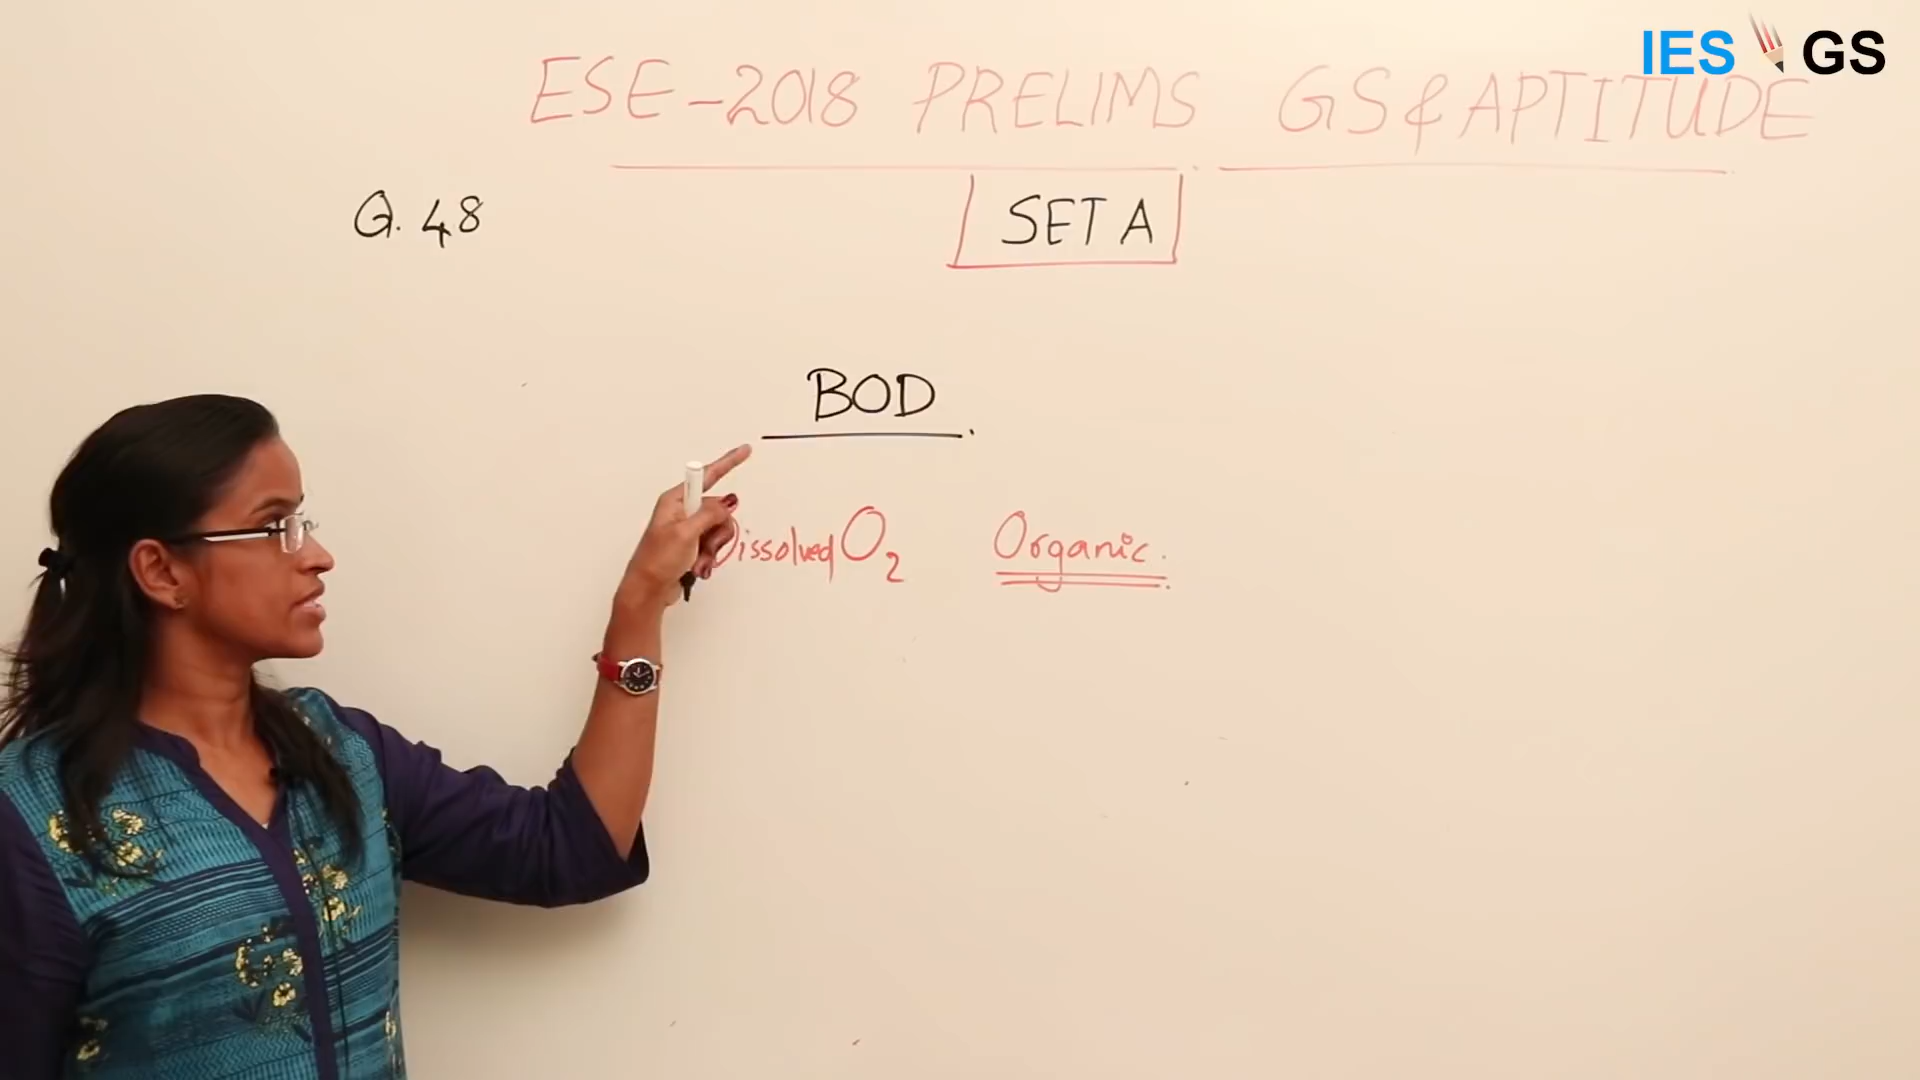 IES GS
ESE-2018 PRELIMS GS & APTITUDE
SET A
Q. 48
BOD
Dissolved O2 Organic.